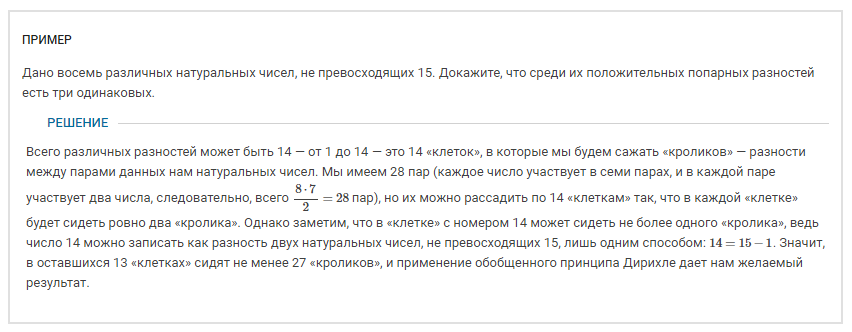 ПРИМЕР
Дано восемь различных натуральных чисел, не превосходящих 15. Докажите, что среди их положительных попарных разностей
есть три одинаковых.
РЕШЕНИЕ
Всего различных разностей может быть 14 — от 1 до 14 — это 14 «клеток», в которые мы будем сажать «кроликов» — разности
между парами данных нам натуральных чисел. Мы имеем 28 пар (каждое число участвует в семи парах, и в каждой паре
участвует два числа, следовательно, всего \frac{8 \cdot 7}{2} = 28 пар), но их можно рассадить по 14 «клеткам» так, что в каждой «клетке»
будет сидеть ровно два «кролика». Однако заметим, что в «клетке» с номером 14 может сидеть не более одного «кролика», ведь
число 14 можно записать как разность двух натуральных чисел, не превосходящих 15, лишь одним способом: 14 = 15 − 1. Значит,
в оставшихся 13 «клетках» сидят не менее 27 «кроликов», и применение обобщенного принципа Дирихле дает нам желаемый
результат.